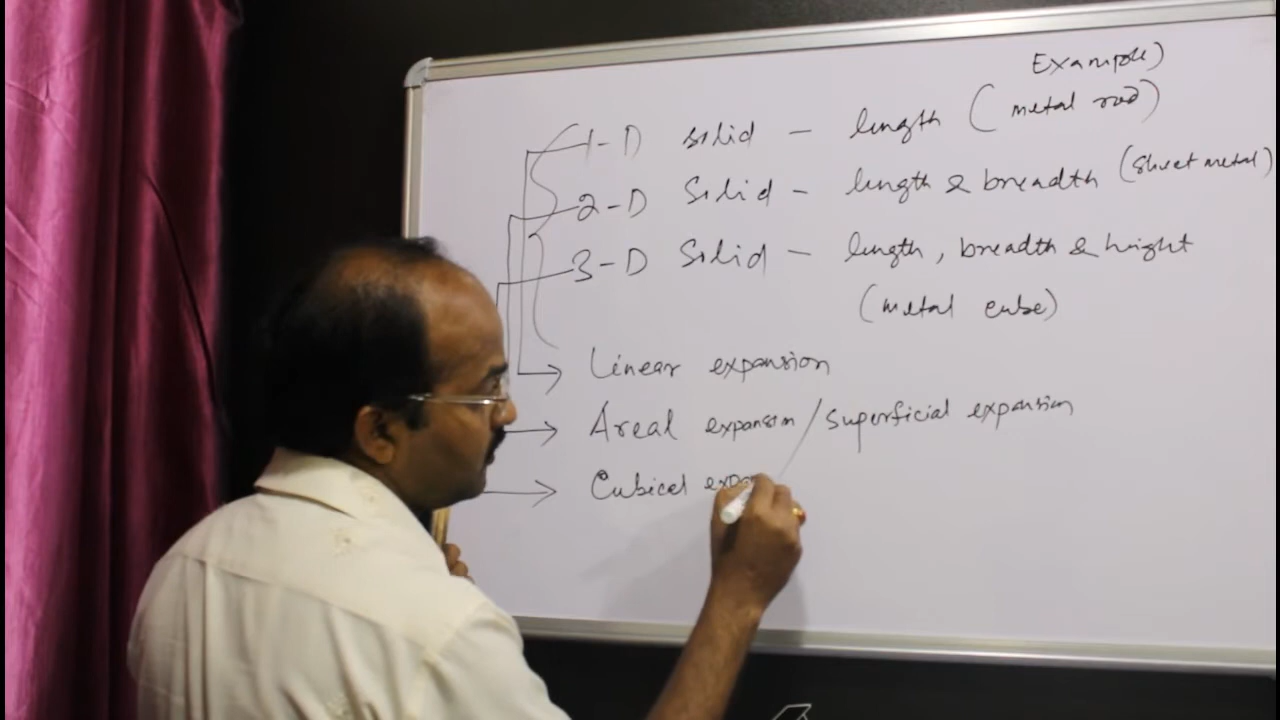 Example)
1-D solid - length (metal rod)
2-D Solid - length & breadth (sheet metal)
3-D Solid - length, breadth & height
(metal cube)
Linear expansion
Areal expansion / superficial expansion
Cubical expa